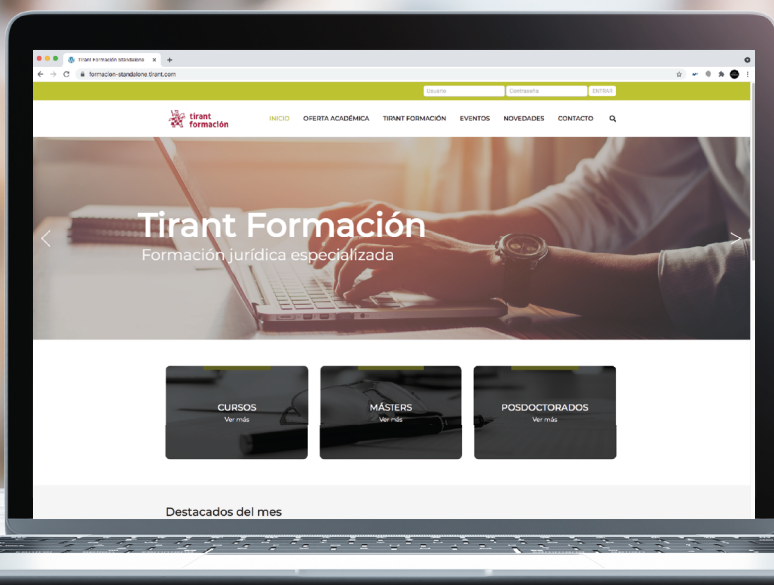 Tirant Formación Standalone
formacion-standalone.tirant.com
Usuario
Contraseña
ENTRAR
tirant
formación
INICIO OFERTA ACADÉMICA TIRANT FORMACIÓN EVENTOS NOVEDADES CONTACTO
Tirant Formación
Formación jurídica especializada
CURSOS
Ver más
MÁSTERS
Ver más
POSDOCTORADOS
Ver más
Destacados del mes